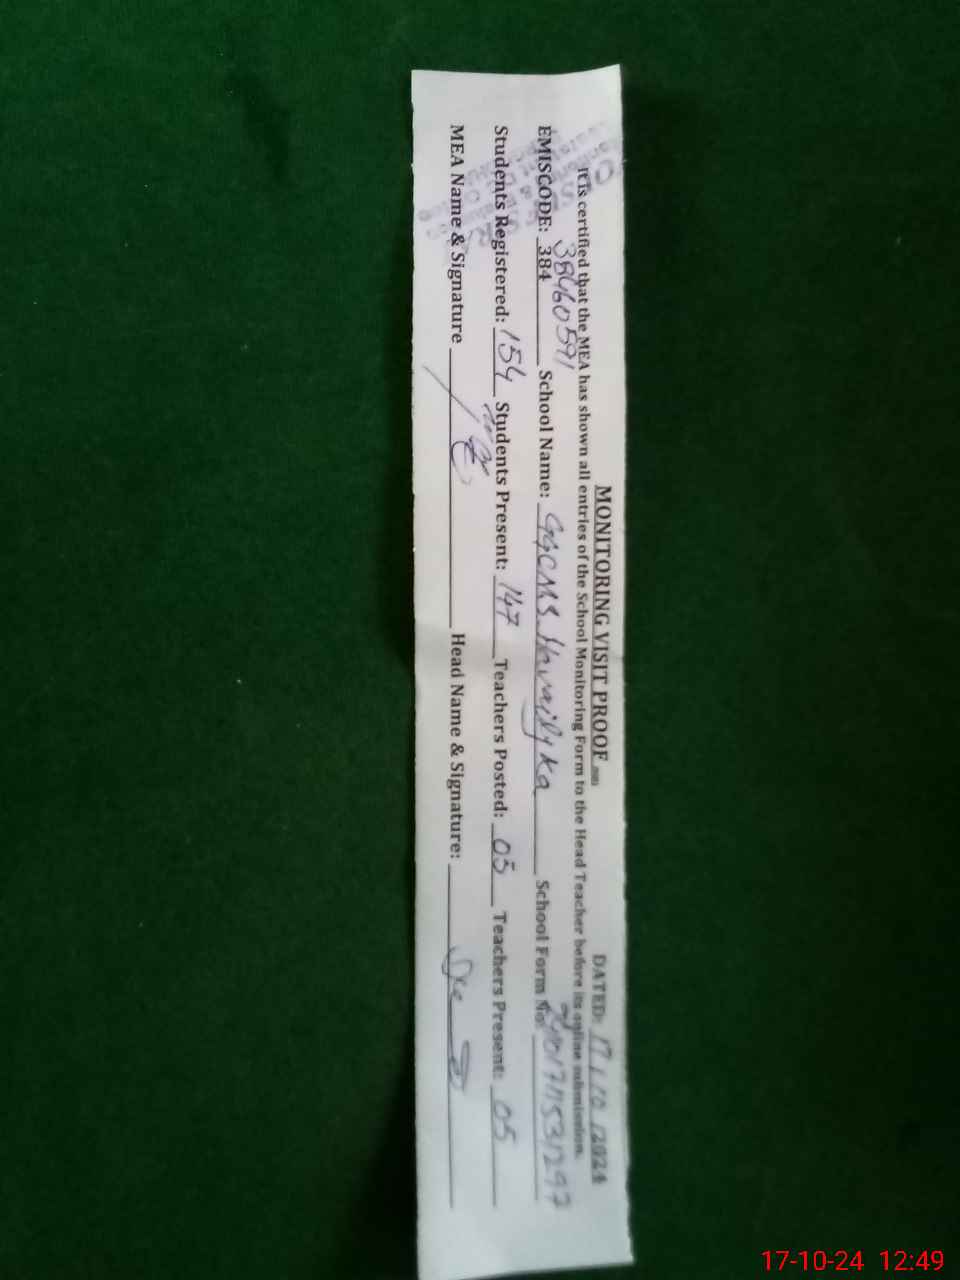 MONITORING VISIT PROOF DATED: 17/10/2024
It is certified that the MEA has shown all entries of the School Monitoring Form to the Head Teacher before its online submission.
EMISCODE: 384 38460591 School Name: GGCMS. School Form No:
Students Registered: 154 Students Present: 147 Teachers Posted: 05 Teachers Present: 05
MEA Name & Signature Head Name & Signature:
17-10-24 12:49